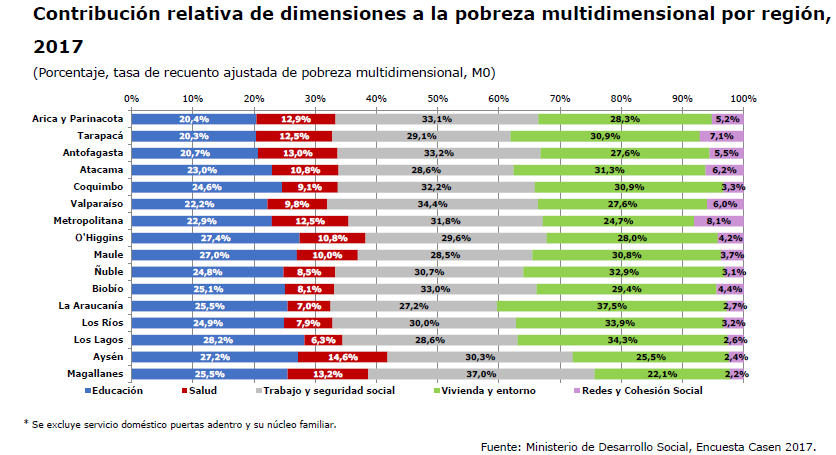 Contribución relativa de dimensiones a la pobreza multidimensional por región,
2017
(Porcentaje, tasa de recuento ajustada de pobreza multidimensional, M0)
0% 10% 20% 30% 40% 50% 60% 70% 80% 90% 100%
Arica y Parinacota 20,4% 12,9% 33,1% 28,3% 5,2%
Tarapacá 20,3% 12,5% 29,1% 30,9% 7,1%
Antofagasta 20,7% 13,0% 33,2% 27,6% 5,5%
Atacama 23,0% 10,8% 28,6% 31,3% 6,2%
Coquimbo 24,6% 9,1% 32,2% 30,9% 3,3%
Valparaíso 22,2% 9,8% 34,4% 27,6% 6,0%
Metropolitana 22,9% 12,5% 31,8% 24,7% 8,1%
O'Higgins 27,4% 10,8% 29,6% 28,0% 4,2%
Maule 27,0% 10,0% 28,5% 30,8% 3,7%
Ñuble 24,8% 8,5% 30,7% 32,9% 3,1%
Biobío 25,1% 8,1% 33,0% 29,4% 4,4%
La Araucanía 25,5% 7,0% 27,2% 37,5% 2,7%
Los Ríos 24,9% 7,9% 30,0% 33,9% 3,2%
Los Lagos 28,2% 6,3% 28,6% 34,3% 2,6%
Aysén 27,2% 14,6% 30,3% 25,5% 2,4%
Magallanes 25,5% 13,2% 37,0% 22,1% 2,2%
Educación Salud Trabajo y seguridad social Vivienda y entorno Redes y Cohesión Social
* Se excluye servicio doméstico puertas adentro y su núcleo familiar.
Fuente: Ministerio de Desarrollo Social, Encuesta Casen 2017.